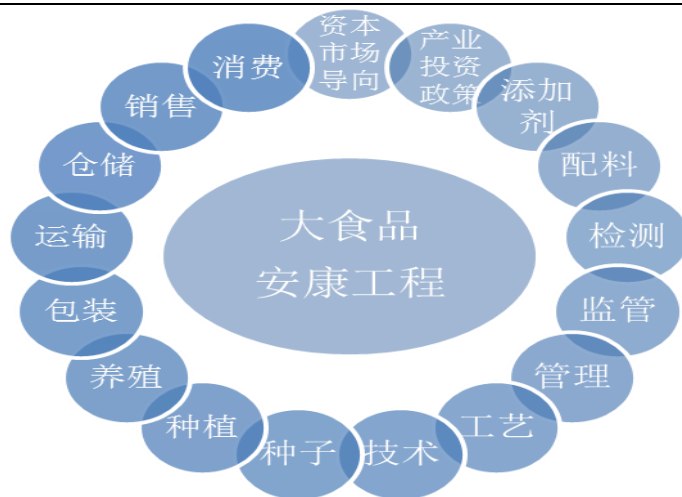 资本
市场
导向
产业
投资
政策
添加
剂
配料
检测
监管
管理
工艺
技术
种子
种植
养殖
包装
运输
仓储
销售
消费
大食品
安康工程